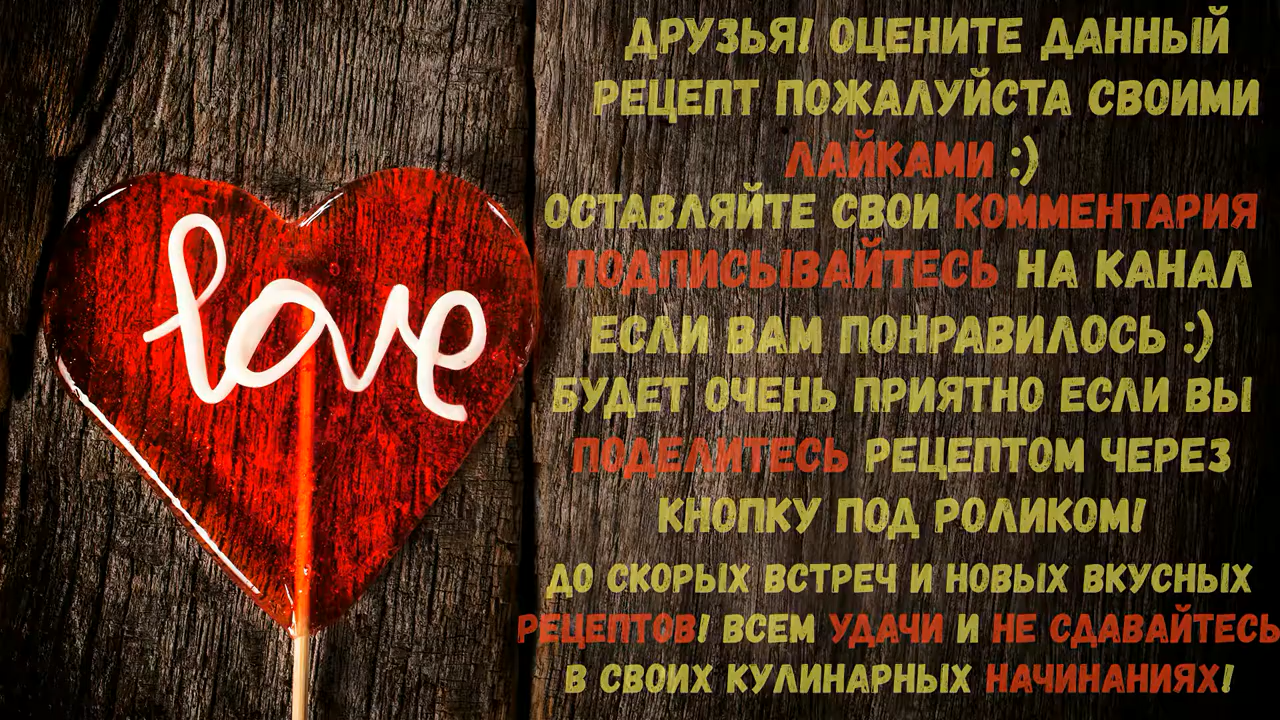 love
ДРУЗЬЯ! ОЦЕНИТЕ ДАННЫЙ
РЕЦЕПТ ПОЖАЛУЙСТА СВОИМИ
ЛАЙКАМИ :)
ОСТАВЛЯЙТЕ СВОИ КОММЕНТАРИЯ
ПОДПИСЫВАЙТЕСЬ НА КАНАЛ
ЕСЛИ ВАМ ПОНРАВИЛОСЬ :)
БУДЕТ ОЧЕНЬ ПРИЯТНО ЕСЛИ ВЫ
ПОДЕЛИТЕСЬ РЕЦЕПТОМ ЧЕРЕЗ
КНОПКУ ПОД РОЛИКОМ!
ДО СКОРЫХ ВСТРЕЧ И НОВЫХ ВКУСНЫХ
РЕЦЕПТОВ! ВСЕМ УДАЧИ И НЕ СДАВАЙТЕСЬ
В СВОИХ КУЛИНАРНЫХ НАЧИНАНИЯХ!